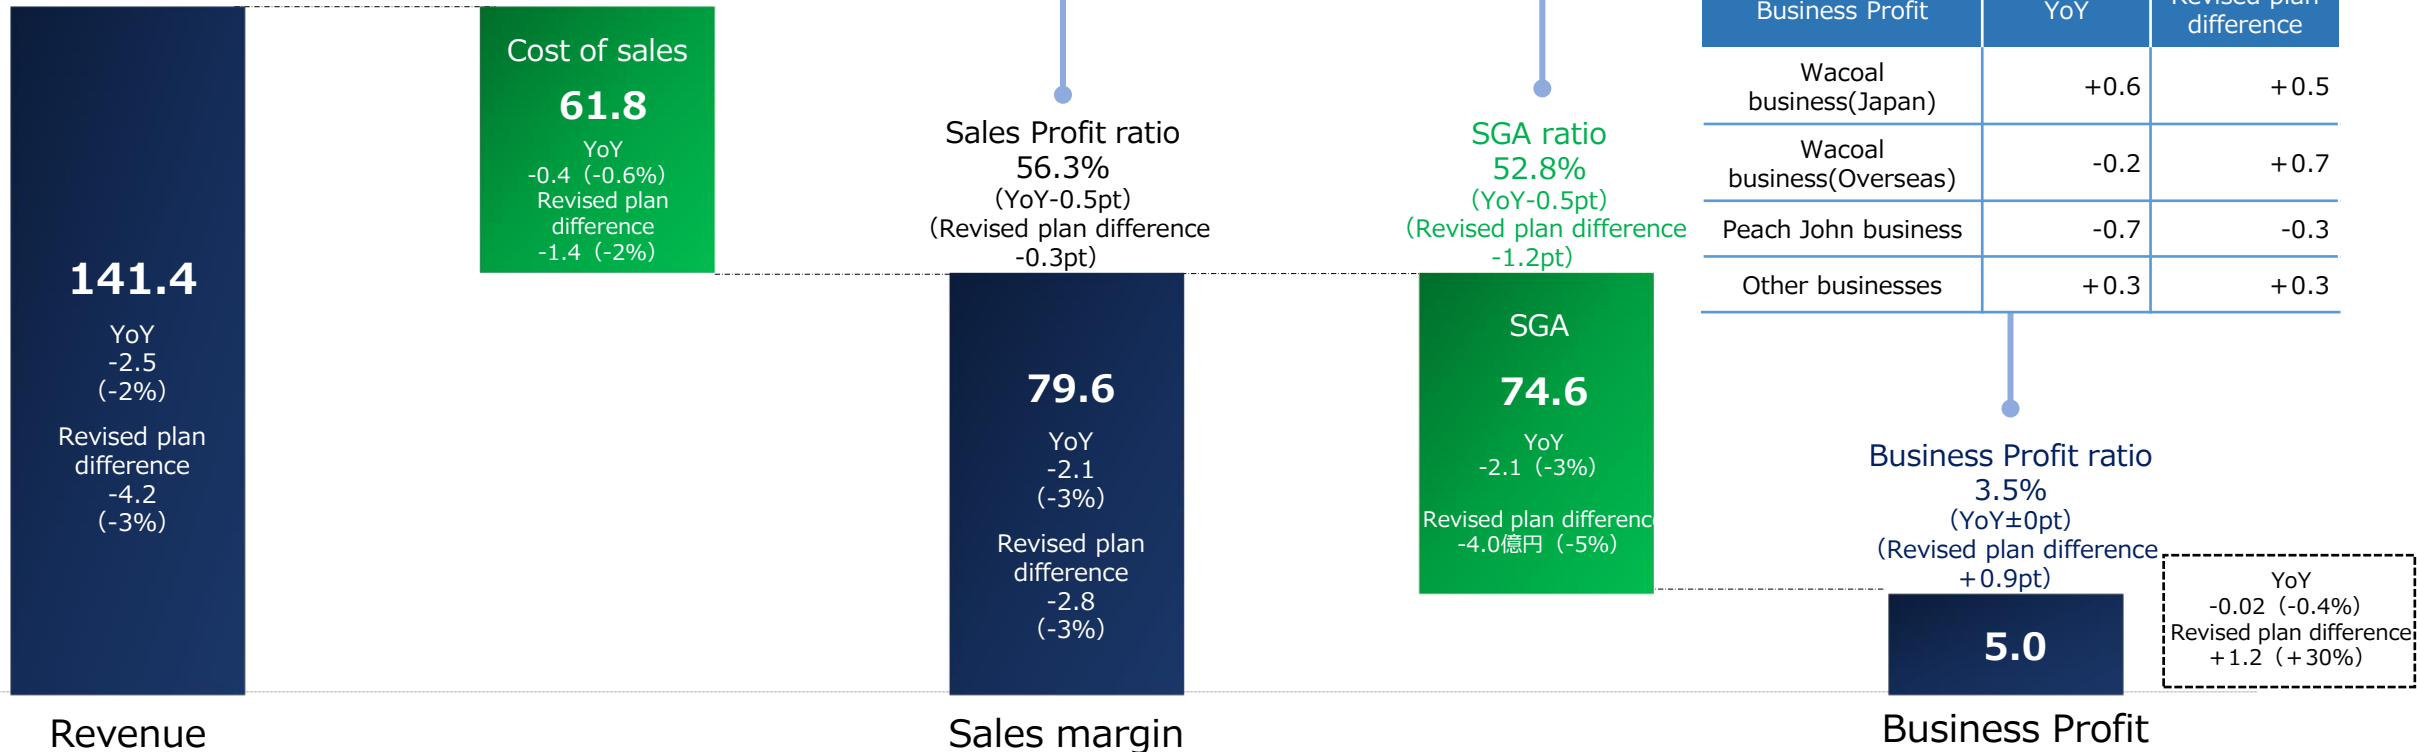 141.4
YoY
-2.5
(-2%)
Revised plan
difference
-4.2
(-3%)
Revenue
Cost of sales
61.8
YoY
-0.4（-0.6%）
Revised plan
difference
-1.4（-2%）
Sales Profit ratio
56.3%
（YoY-0.5pt）
（Revised plan difference
-0.3pt）
79.6
YoY
-2.1
(-3%)
Revised plan
difference
-2.8
(-3%)
Sales margin
SGA ratio
52.8%
（YoY-0.5pt）
（Revised plan difference
-1.2pt）
SGA
74.6
YoY
-2.1（-3%）
Revised plan differenc
-4.0億円（-5%）
Business Profit YoY Revised plan
difference
Wacoal
business(Japan) +0.6 +0.5
Wacoal
business(Overseas) -0.2 +0.7
Peach John business -0.7 -0.3
Other businesses +0.3 +0.3
Business Profit ratio
3.5%
（YoY±0pt）
（Revised plan difference
+0.9pt）
5.0
YoY
-0.02（-0.4%）
Revised plan difference
+1.2（+30%）
Business Profit